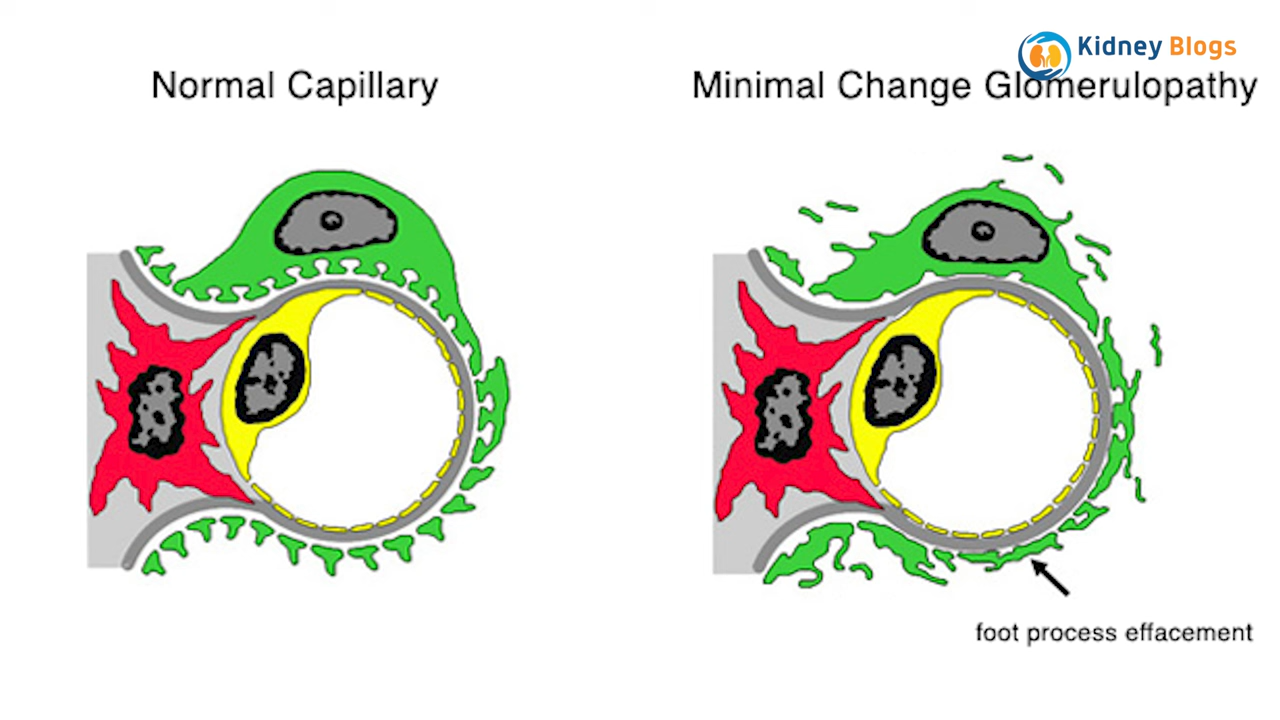 Kidney Blogs
Normal Capillary
Minimal Change Glomerulopathy
foot process effacement